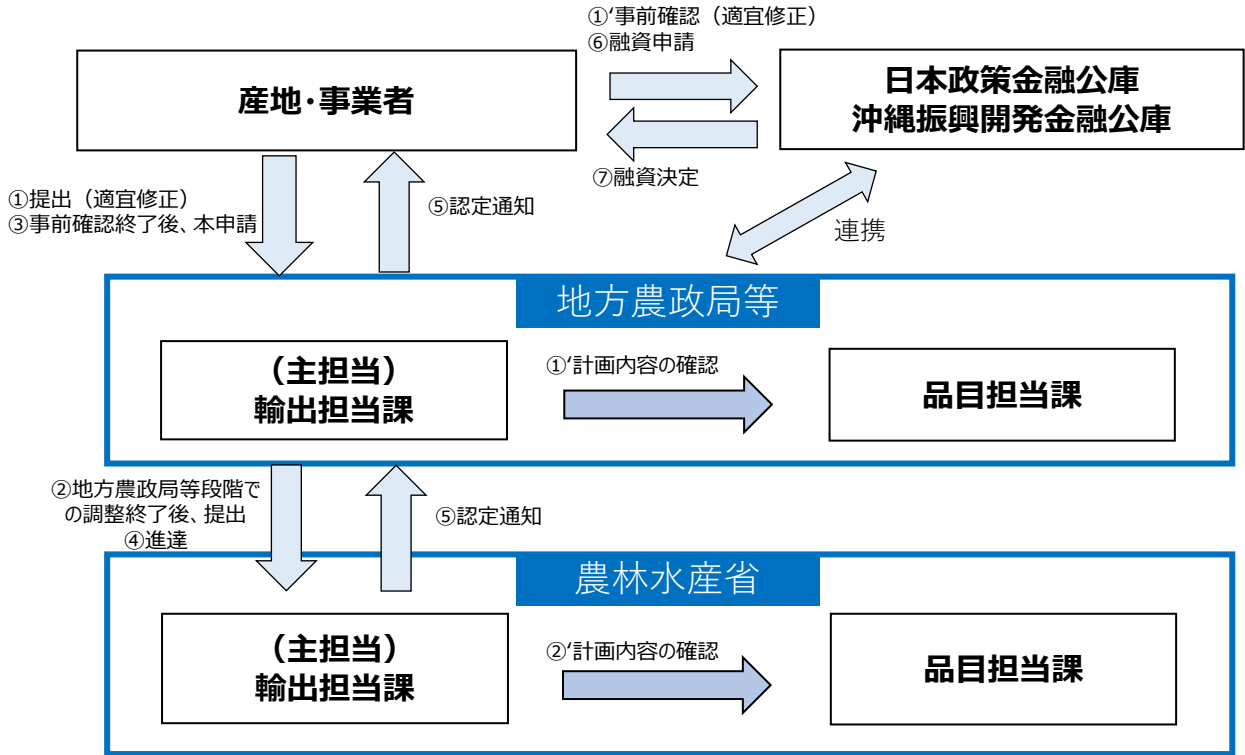 ①‘事前確認（適宜修正）
⑥融資申請
産地・事業者
日本政策金融公庫
沖縄振興開発金融公庫
⑦融資決定
①提出（適宜修正）
③事前確認終了後、本申請
⑤認定通知
連携
地方農政局等
（主担当）
輸出担当課
①‘計画内容の確認
品目担当課
②地方農政局等段階で
の調整終了後、提出
④進達
⑤認定通知
農林水産省
（主担当）
輸出担当課
②‘計画内容の確認
品目担当課